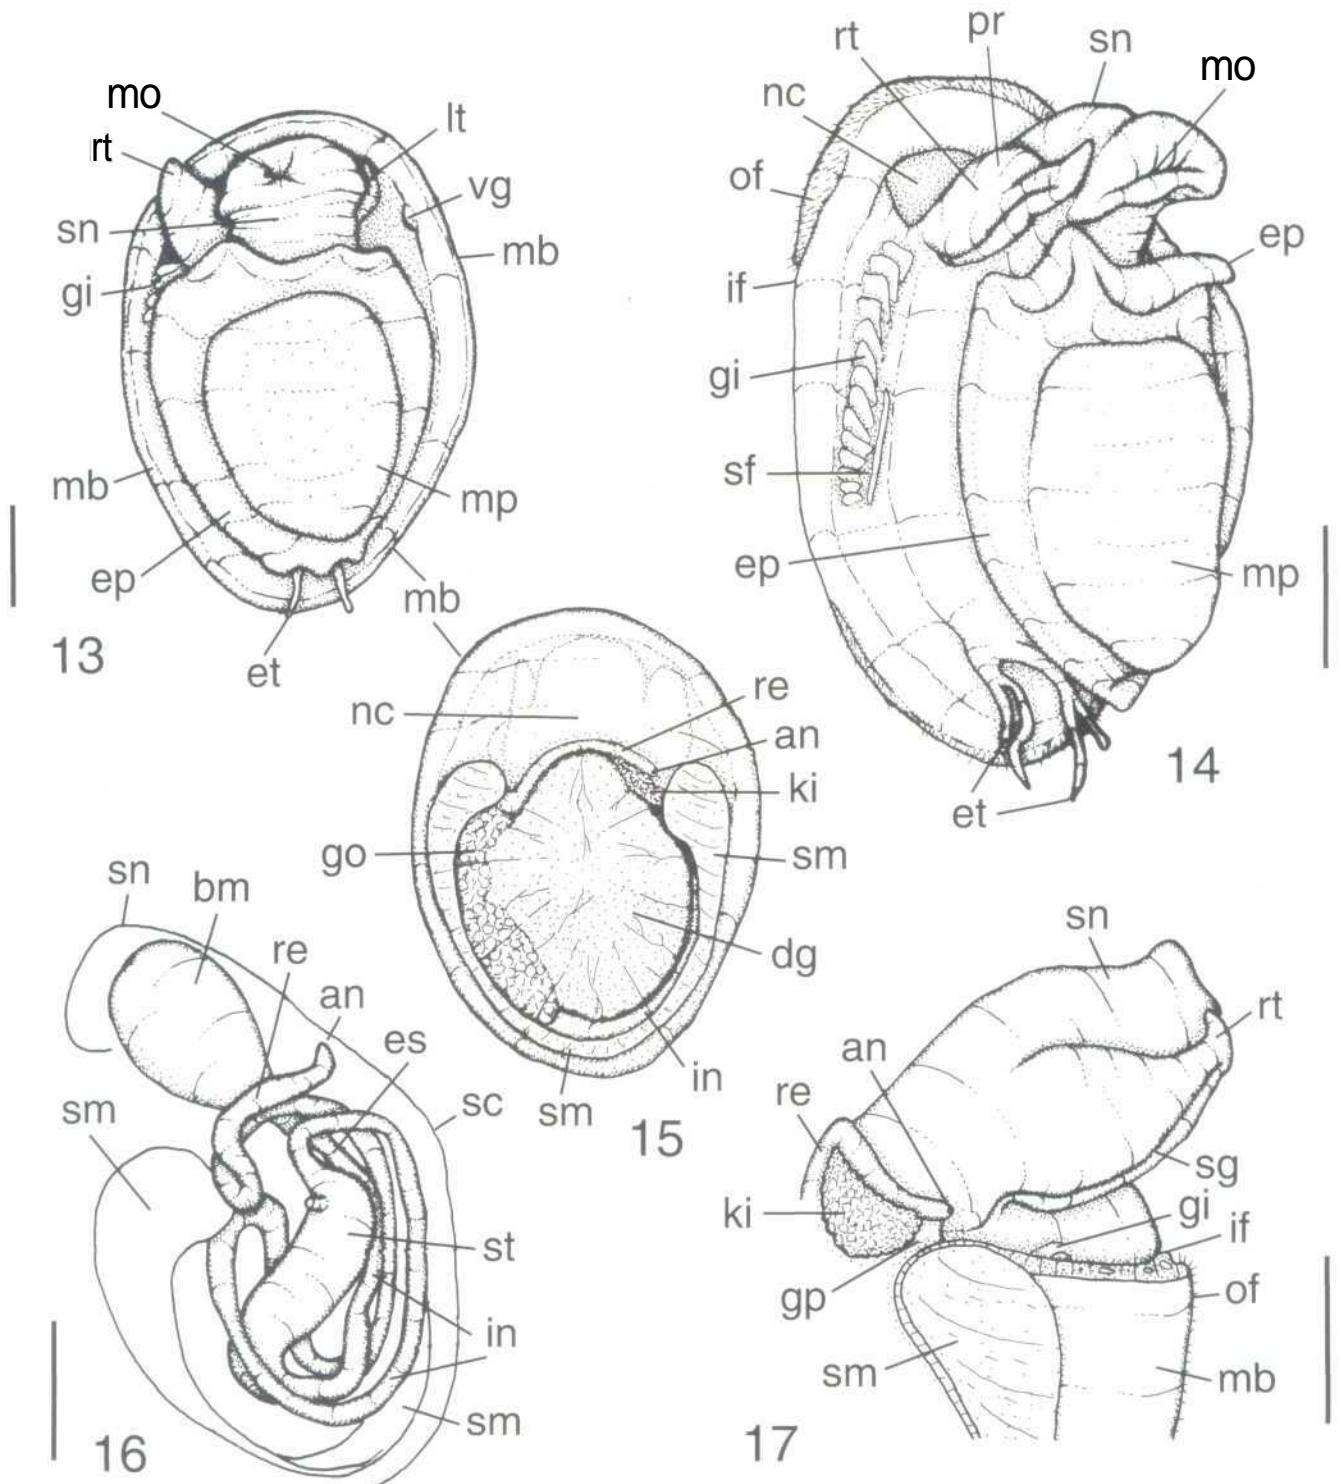 mo
rt
sn
gi
mb
ep
et
lt
vg
mb
mp
mb
13
rt
pr
sn
mo
nc
of
if
gi
sf
ep
ep
mp
et
14
mb
nc
go
re
an
ki
sm
dg
in
sm
15
sn
bm
re
an
es
sc
sm
st
in
sm
16
sn
rt
an
re
sg
ki
gi
if
gp
of
sm
mb
17